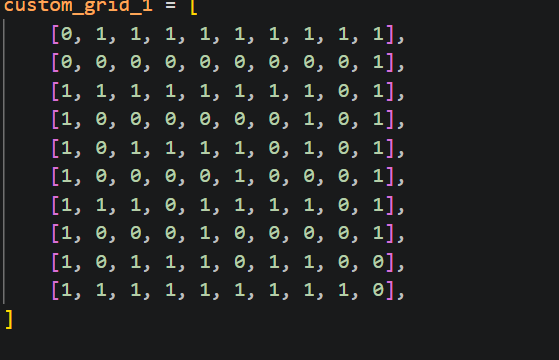 custom_grid_1 = [
[0, 1, 1, 1, 1, 1, 1, 1, 1, 1],
[0, 0, 0, 0, 0, 0, 0, 0, 0, 1],
[1, 1, 1, 1, 1, 1, 1, 1, 0, 1],
[1, 0, 0, 0, 0, 0, 0, 1, 0, 1],
[1, 0, 1, 1, 1, 1, 0, 1, 0, 1],
[1, 0, 0, 0, 0, 1, 0, 0, 0, 1],
[1, 1, 1, 0, 1, 1, 1, 1, 0, 1],
[1, 0, 0, 0, 1, 0, 0, 0, 0, 1],
[1, 0, 1, 1, 1, 0, 1, 1, 0, 0],
[1, 1, 1, 1, 1, 1, 1, 1, 1, 0],
]